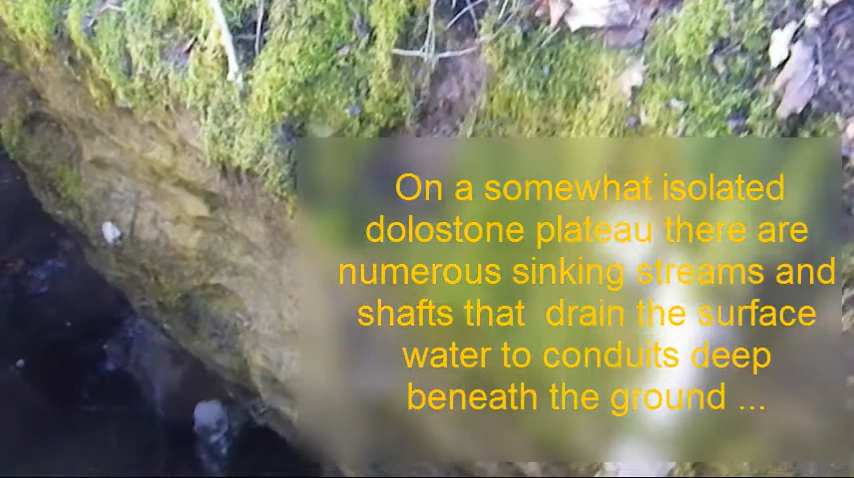 On a somewhat isolated
dolostone plateau there are
numerous sinking streams and
shafts that  drain the surface
water to conduits deep
beneath the ground ...